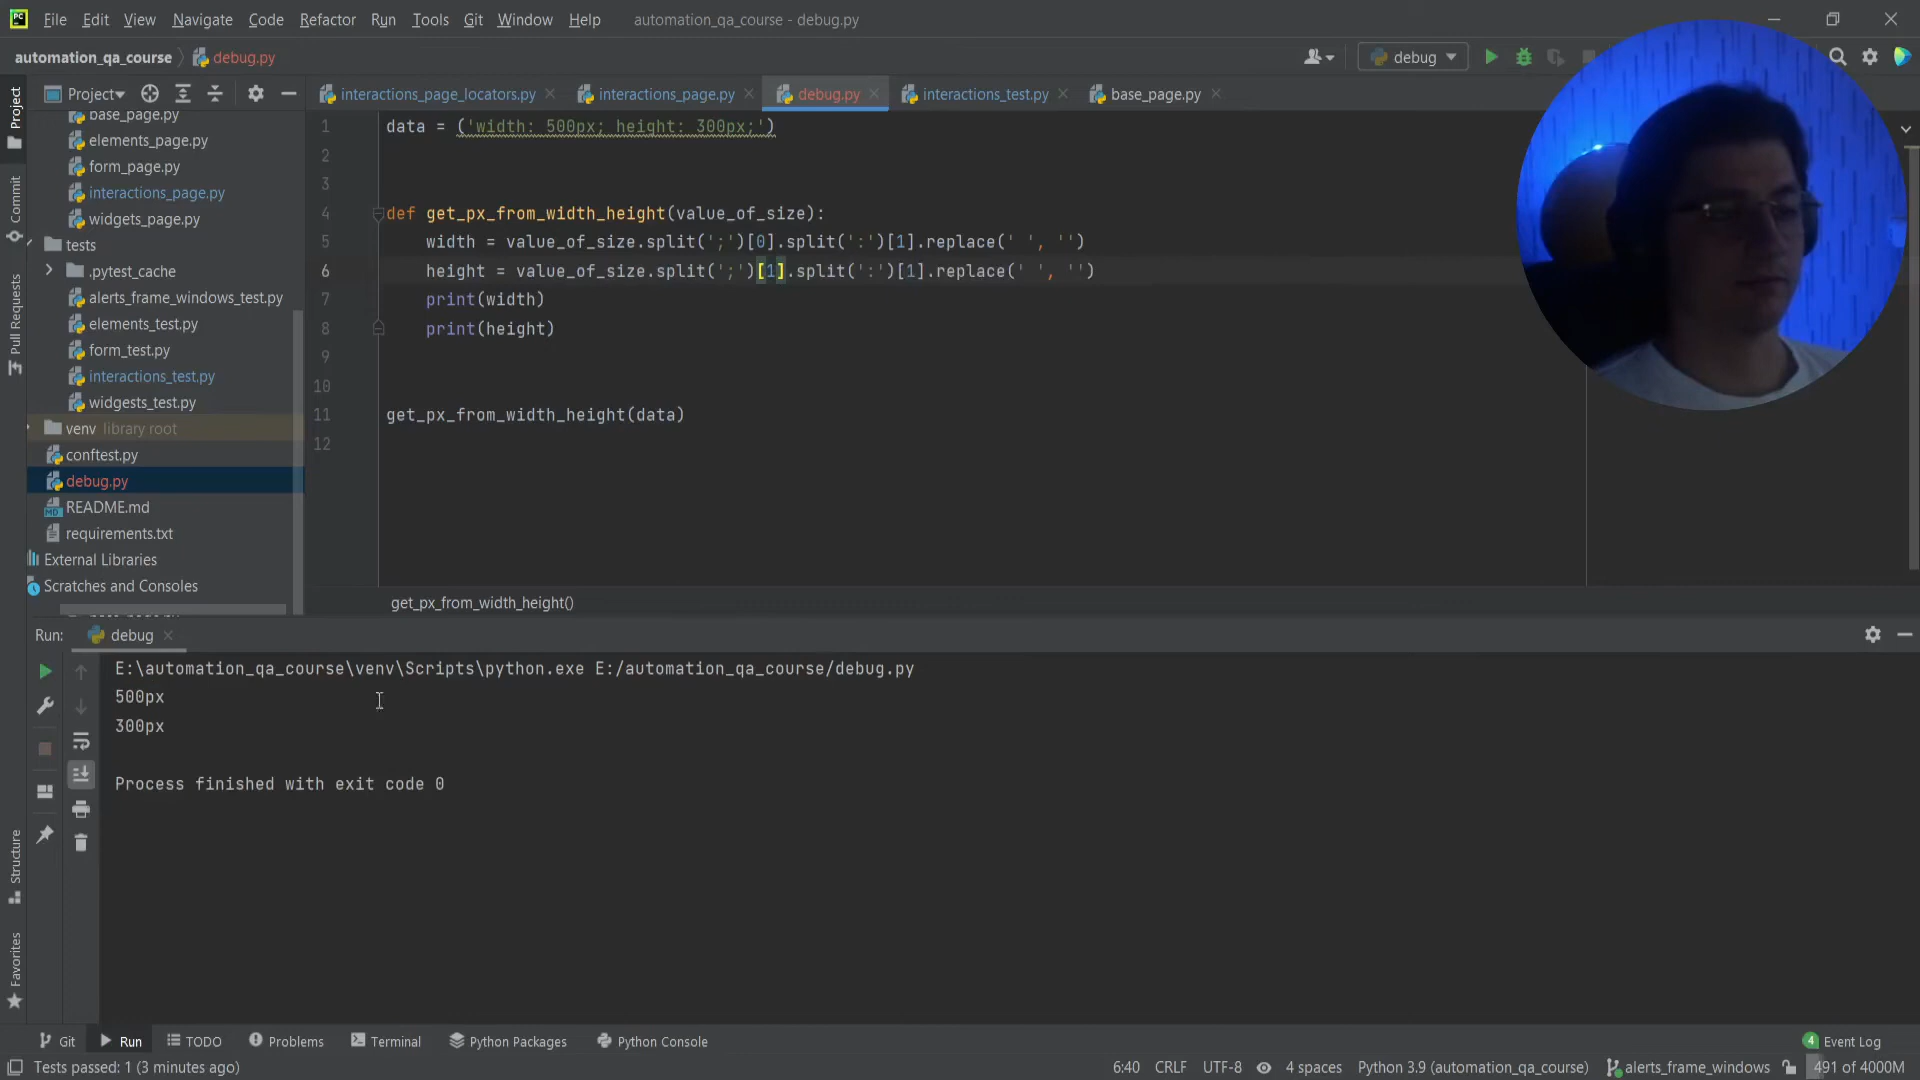 File Edit View Navigate Code Refactor Run Tools Git Window Help automation_qa_course - debug.py
automation_qa_course debug.py debug
Project interactions_page_locators.py interactions_page.py debug.py interactions_test.py base_page.py
base_page.py
elements_page.py
form_page.py
interactions_page.py
widgets_page.py
tests
.pytest_cache
alerts_frame_windows_test.py
elements_test.py
form_test.py
interactions_test.py
widgests_test.py
venv library root
conftest.py
debug.py
README.md
requirements.txt
External Libraries
Scratches and Consoles
Project
Commit
Pull Requests
Structure
Favorites
1 data = ('width: 500px; height: 300px;')
2
3
4 def get_px_from_width_height(value_of_size):
5 width = value_of_size.split(';')[0].split(':')[1].replace(' ', '')
6 height = value_of_size.split(';')[1].split(':')[1].replace(' ', '')
7 print(width)
8 print(height)
9
10
11 get_px_from_width_height(data)
12
get_px_from_width_height()
Run: debug
E:\automation_qa_course\venv\Scripts\python.exe E:/automation_qa_course/debug.py
500px
300px
Process finished with exit code 0
Git Run TODO Problems Terminal Python Packages Python Console 4 Event Log
Tests passed: 1 (3 minutes ago) 6:40 CRLF UTF-8 4 spaces Python 3.9 (automation_qa_course) alerts_frame_windows 491 of 4000M